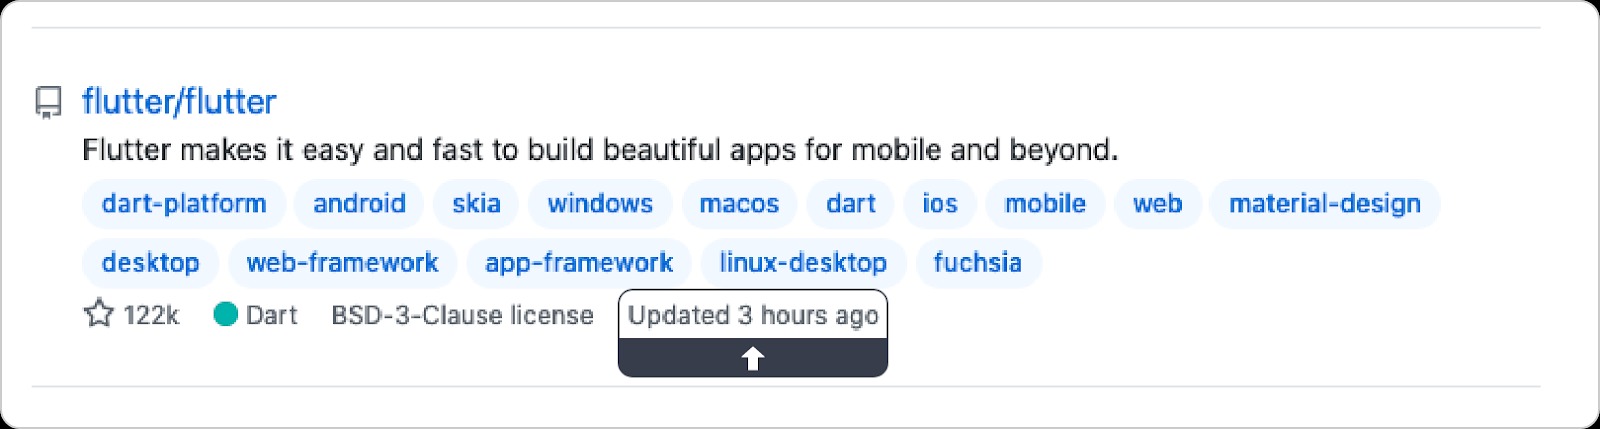 flutter/flutter
Flutter makes it easy and fast to build beautiful apps for mobile and beyond.
dart-platform android skia windows macos dart ios mobile web material-design
desktop web-framework app-framework linux-desktop fuchsia
122k Dart BSD-3-Clause license Updated 3 hours ago